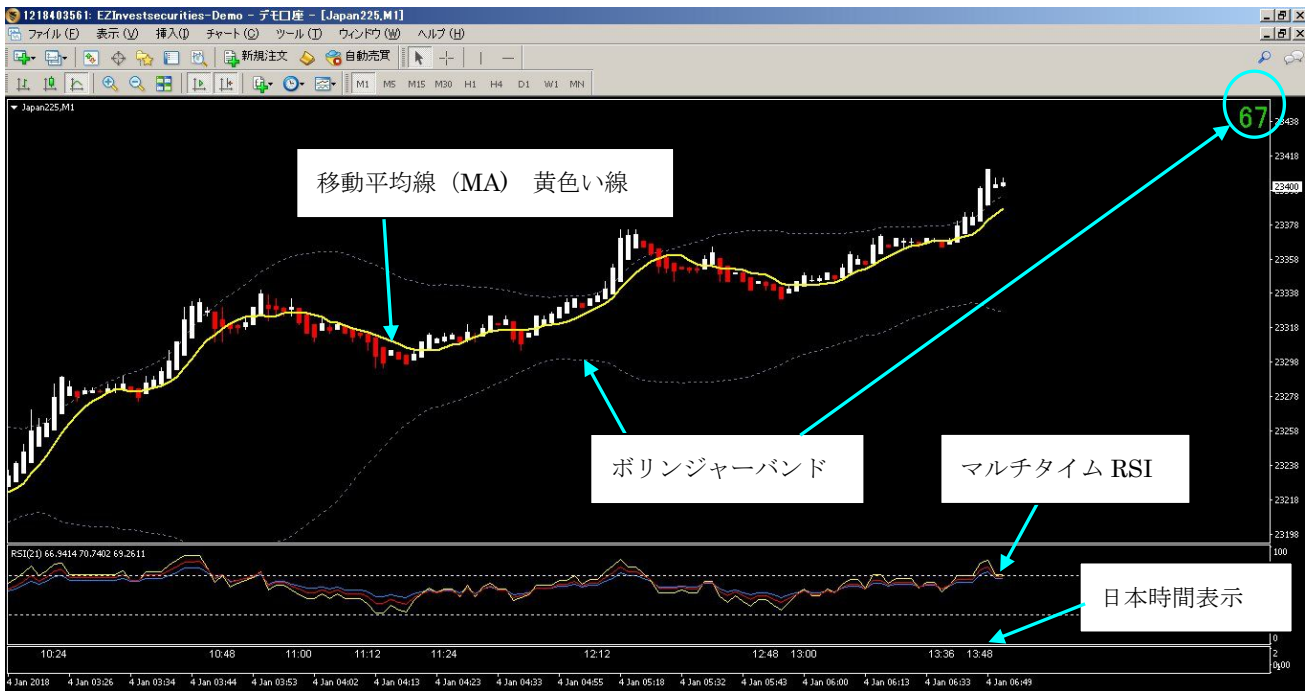 1218403561: EZInvestsecurities-Demo - デモ口座 - [Japan225,M1]
ファイル(F) 表示(V) 挿入(I) チャート(C) ツール(T) ウィンドウ(W) ヘルプ(H)
新規注文 自動売買
M1 M5 M15 M30 H1 H4 D1 W1 MN
Japan225,M1
67
23438
23418
23400
23378
23358
23338
23318
23298
23278
23258
23238
23218
23198
移動平均線（MA） 黄色い線
ボリンジャーバンド
マルチタイム RSI
RSI(21) 66.9414 70.7402 69.2611
100
日本時間表示
0
10:24 10:48 11:00 11:12 11:24 12:12 12:48 13:00 13:36 13:48
2
4 Jan 2018 4 Jan 03:26 4 Jan 03:34 4 Jan 03:44 4 Jan 03:53 4 Jan 04:02 4 Jan 04:13 4 Jan 04:23 4 Jan 04:33 4 Jan 04:55 4 Jan 05:18 4 Jan 05:32 4 Jan 05:43 4 Jan 06:00 4 Jan 06:13 4 Jan 06:33 4 Jan 06:49